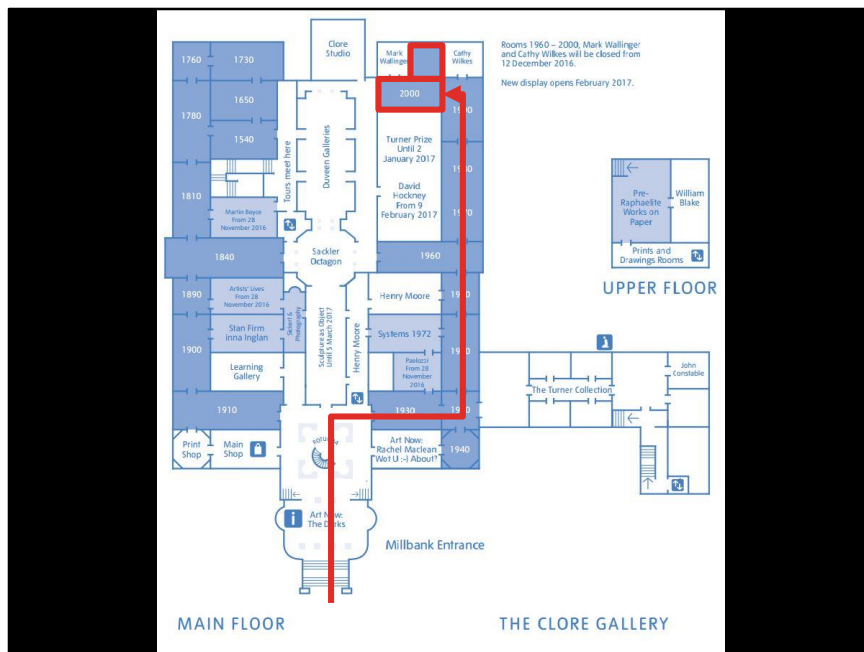 Clore
Studio
1760
1730
1650
1780
1540
1810
Tours meet here
Duveen Galleries
Martin Boyce
From 28
November 2016
1840
Sackler
Octagon
1890
Artists' Lives
From 28
November 2016
Sickert &
Photography
Stan Firm
inna Inglan
1900
Learning
Gallery
1910
Print
Shop
Main
Shop
Sculpture as Object
Until 5 March 2017
Henry Moore
Mark
Wallinger
Cathy
Wilkes
2000
Turner Prize
Until 2
January 2017
David
Hockney
From 9
February 2017
1960
Henry Moore
Systems 1972
Paolozzi
From 28
November
2016
1930
Art Now:
Rachel Maclean
Wot U :-) About?
1940
i
Art Now:
The Darks
Millbank Entrance
MAIN FLOOR
Rooms 1960 – 2000, Mark Wallinger
and Cathy Wilkes will be closed from
12 December 2016.
New display opens February 2017.
Pre-
Raphaelite
Works on
Paper
William
Blake
Prints and
Drawings Rooms
UPPER FLOOR
The Turner Collection
John
Constable
THE CLORE GALLERY